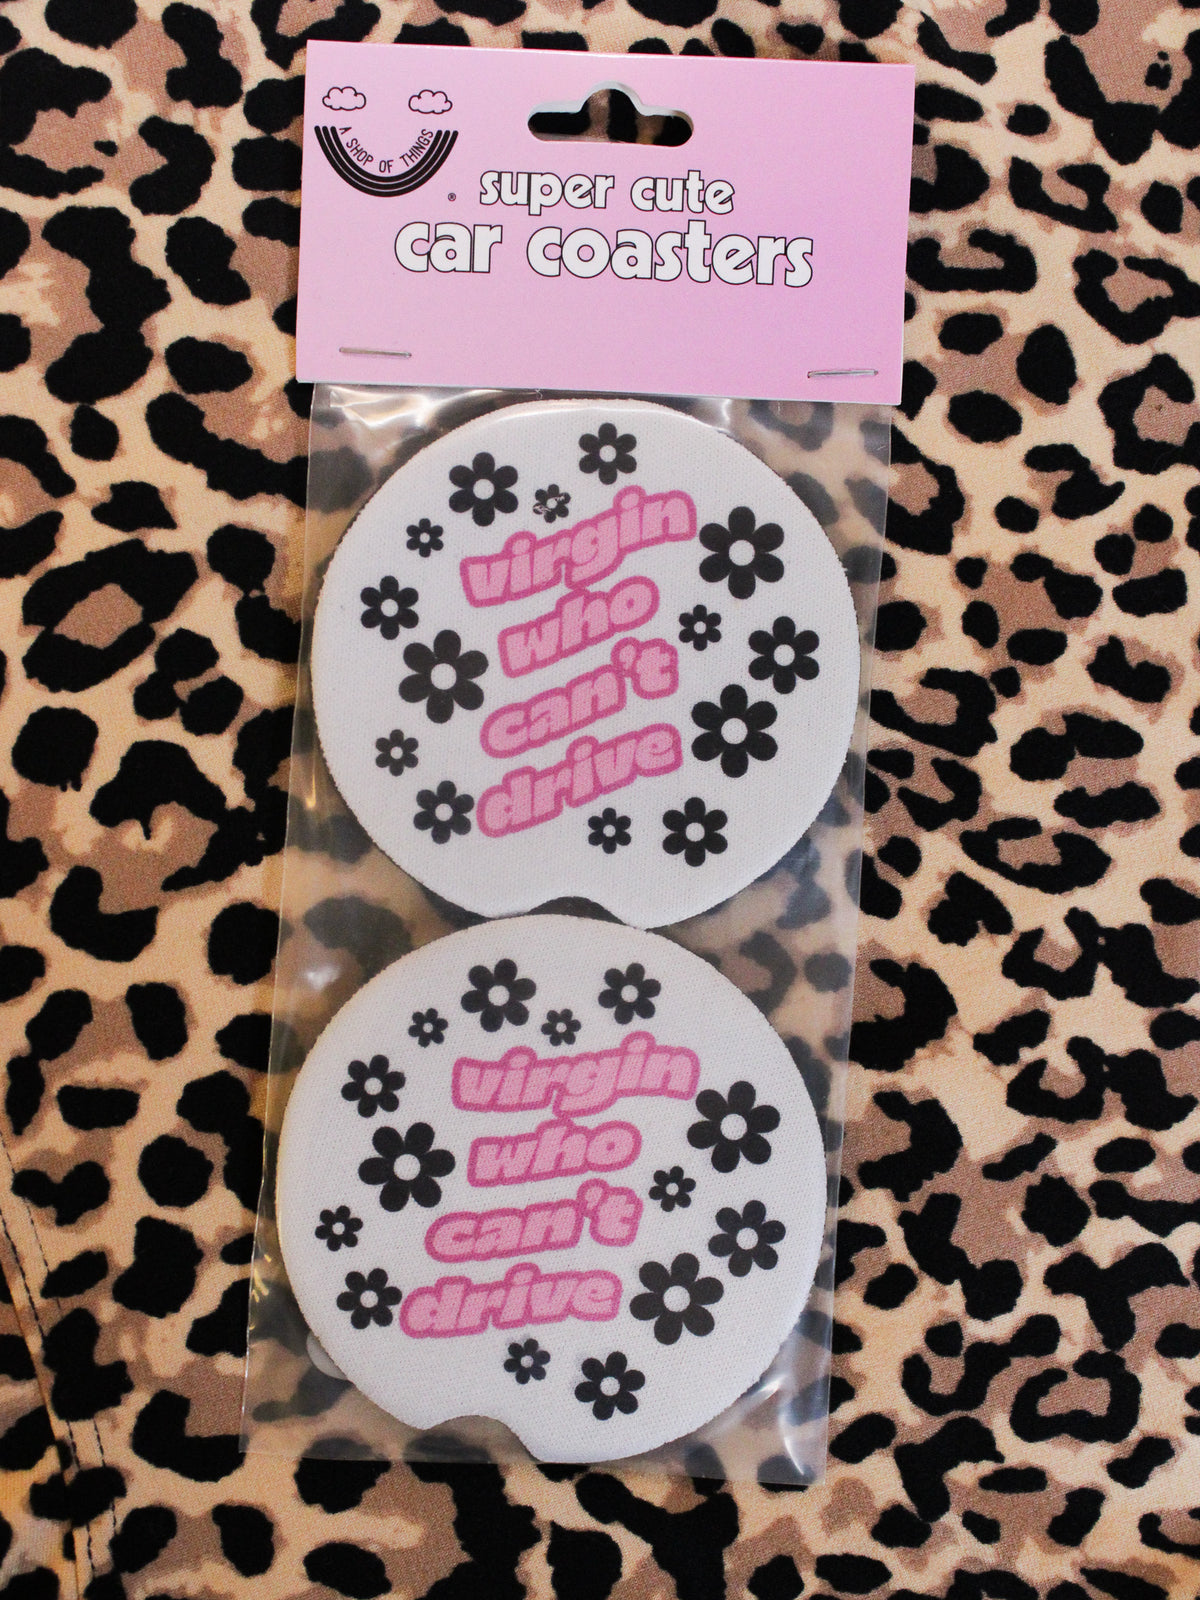 A SHOP OF THINGS
®
super cute
car coasters
virgin
who
can't
drive
virgin
who
can't
drive